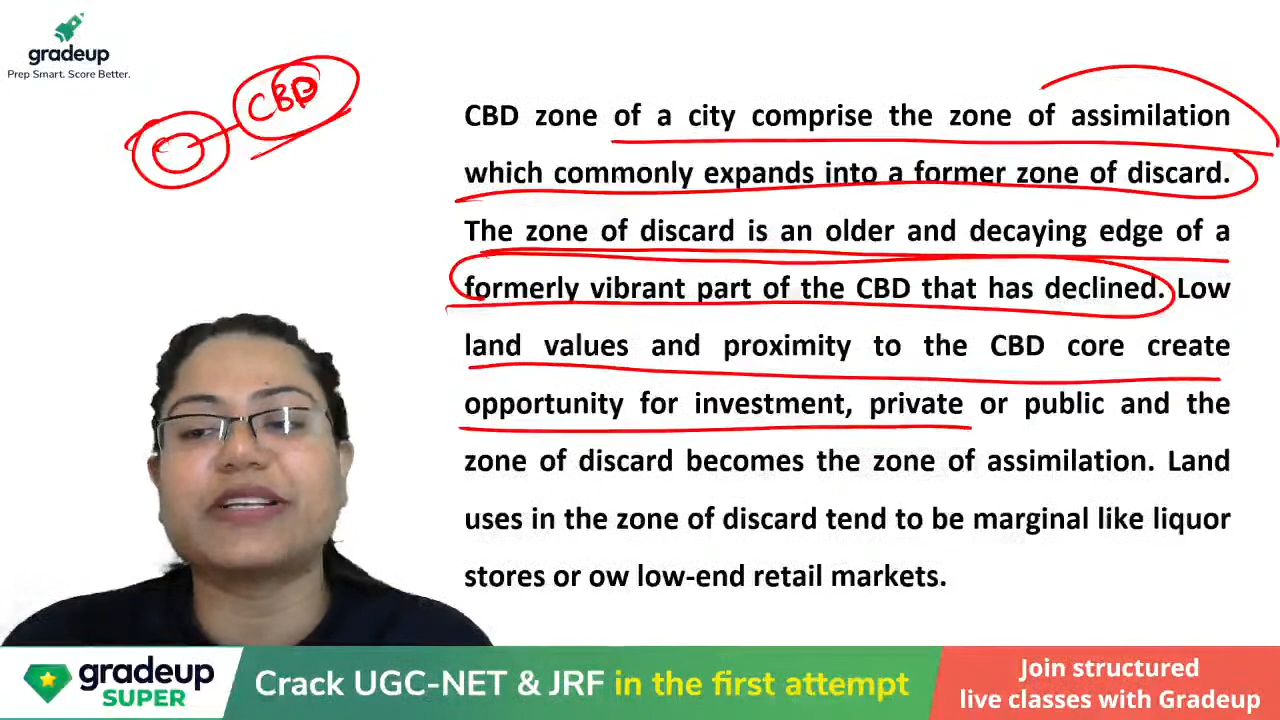 gradeup
Prep Smart. Score Better.
CBD
CBD zone of a city comprise the zone of assimilation
which commonly expands into a former zone of discard.
The zone of discard is an older and decaying edge of a
formerly vibrant part of the CBD that has declined. Low
land values and proximity to the CBD core create
opportunity for investment, private or public and the
zone of discard becomes the zone of assimilation. Land
uses in the zone of discard tend to be marginal like liquor
stores or ow low-end retail markets.
gradeup
SUPER
Crack UGC-NET & JRF in the first attempt
Join structured
live classes with Gradeup